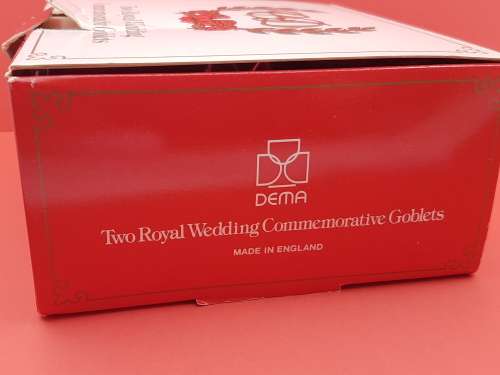 DEMA
Two Royal Wedding Commemorative Goblets
MADE IN ENGLAND